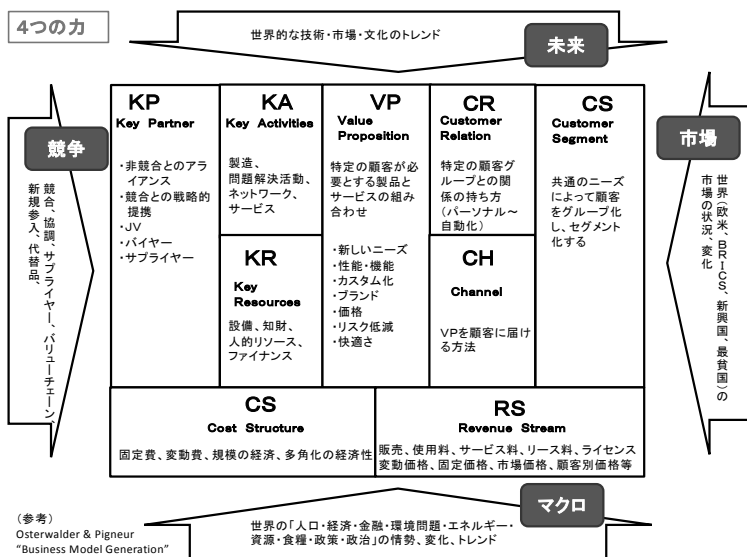 4つの力
世界的な技術・市場・文化のトレンド
未来
競争
競合、協調、サプライヤー、バリューチェーン、
新規参入、代替品、
KP
Key Partner
・非競合とのアラ
イアンス
・競合との戦略的
提携
・JV
・バイヤー
・サプライヤー
KA
Key Activities
製造、
問題解決活動、
ネットワーク、
サービス
KR
Key
Resources
設備、知財、
人的リソース、
ファイナンス
VP
Value
Proposition
特定の顧客が必
要とする製品と
サービスの組み
合わせ
・新しいニーズ
・性能・機能
・カスタム化
・ブランド
・価格
・リスク低減
・快適さ
CR
Customer
Relation
特定の顧客グ
ループとの関
係の持ち方
(パーソナル～
自動化)
CH
Channel
VPを顧客に届け
る方法
CS
Customer
Segment
共通のニーズ
によって顧客
をグループ化
し、セグメント
化する
市場
世界(欧米、BRICS、新興国、最貧国)の
市場の状況、変化
CS
Cost Structure
固定費、変動費、規模の経済、多角化の経済性
RS
Revenue Stream
販売、使用料、サービス料、リース料、ライセンス
変動価格、固定価格、市場価格、顧客別価格等
マクロ
世界の「人口・経済・金融・環境問題・エネルギー・
資源・食糧・政策・政治」の情勢、変化、トレンド
(参考)
Osterwalder & Pigneur
“Business Model Generation”